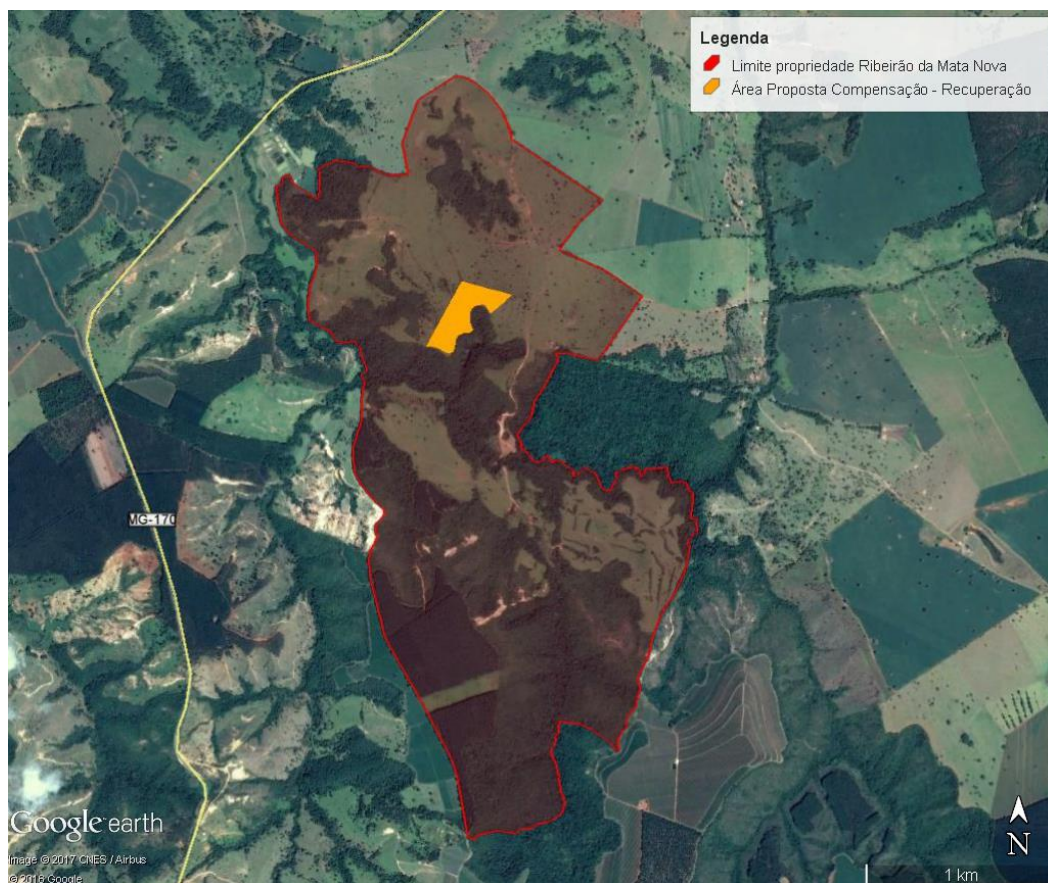 Legenda
Limite propriedade Ribeirão da Mata Nova
Área Proposta Compensação - Recuperação
MG-170
Google earth
Image © 2017 CNES / Airbus
© 2016 Google
N
1 km